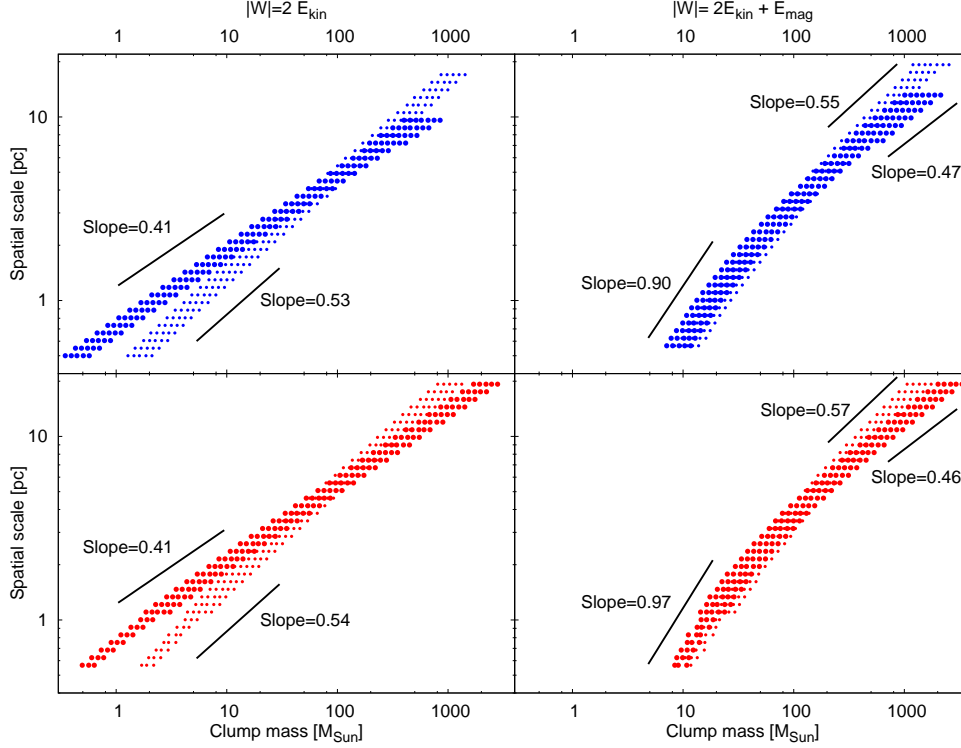 |W|=2 E_kin
|W|= 2E_kin + E_mag
1 10 100 1000
1 10 100 1000
Spatial scale [pc]
10
1
Slope=0.41
Slope=0.53
Slope=0.55
Slope=0.47
Slope=0.90
Spatial scale [pc]
10
1
Slope=0.41
Slope=0.54
Slope=0.57
Slope=0.46
Slope=0.97
1 10 100 1000
1 10 100 1000
Clump mass [M_Sun]
Clump mass [M_Sun]